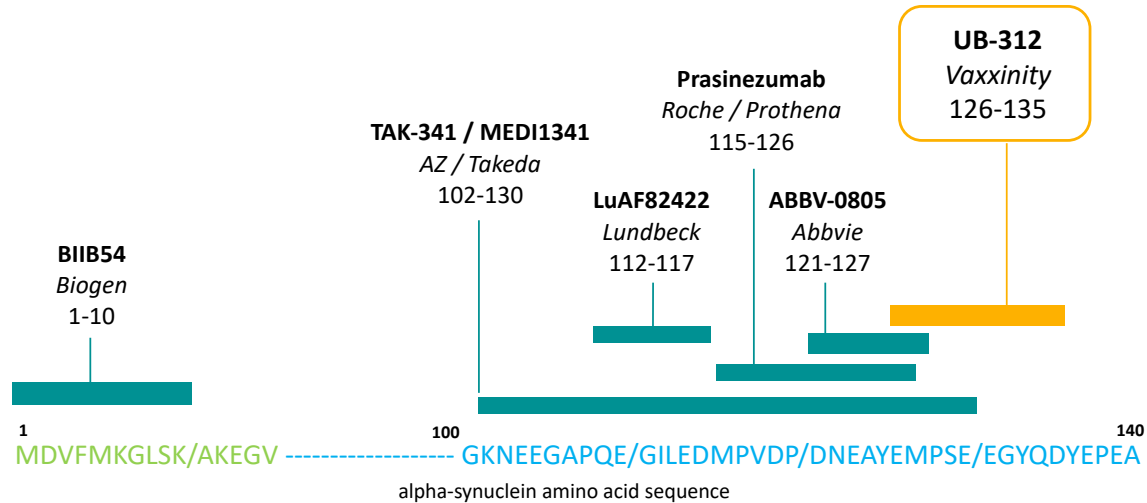 UB-312
Vaxxinity
126-135
Prasinezumab
Roche / Prothena
115-126
TAK-341 / MEDI1341
AZ / Takeda
102-130
LuAF82422
Lundbeck
112-117
ABBV-0805
Abbvie
121-127
BIIB54
Biogen
1-10
1
100
140
MDVFMKGLSK/AKEGV ------------------- GKNEEGAPQE/GILEDMPVDP/DNEAYEMPSE/EGYQDYEPEA
alpha-synuclein amino acid sequence